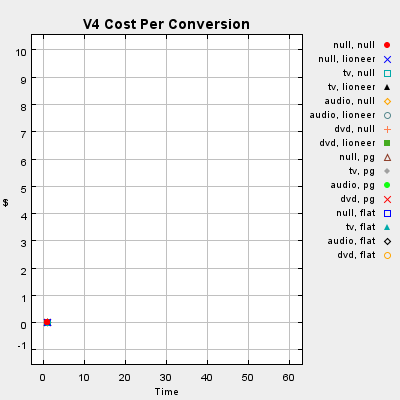 V4 Cost Per Conversion
10
9
8
7
6
5
4
3
2
1
0
-1
$
0 10 20 30 40 50 60
Time
null, null
null, lioneer
tv, null
tv, lioneer
audio, null
audio, lioneer
dvd, null
dvd, lioneer
null, pg
tv, pg
audio, pg
dvd, pg
null, flat
tv, flat
audio, flat
dvd, flat